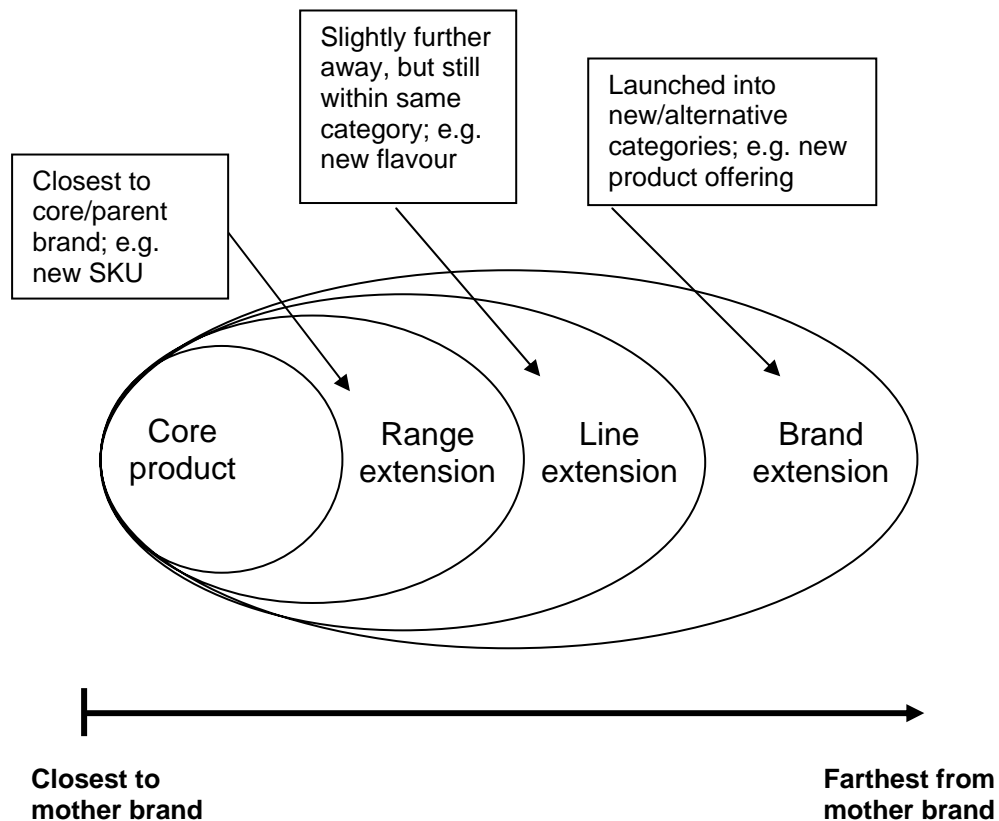 Slightly further
away, but still
within same
category; e.g.
new flavour
Launched into
new/alternative
categories; e.g. new
product offering
Closest to
core/parent
brand; e.g.
new SKU
Core
product
Range
extension
Line
extension
Brand
extension
Closest to
mother brand
Farthest from
mother brand